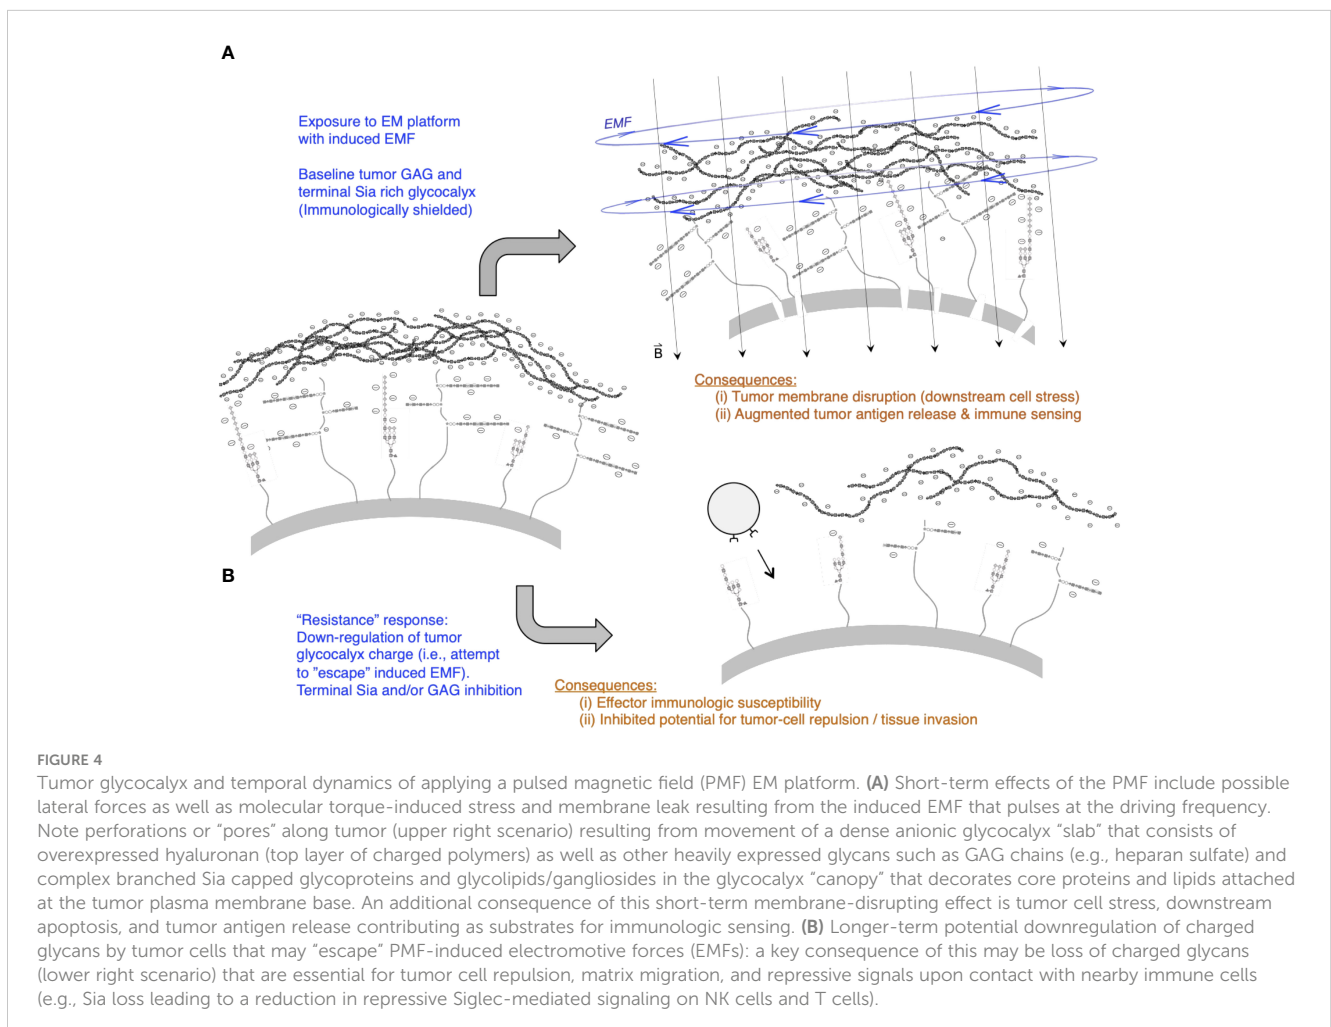 A
Exposure to EM platform
with induced EMF
Baseline tumor GAG and
terminal Sia rich glycocalyx
(Immunologically shielded)
EMF
B
Consequences:
(i) Tumor membrane disruption (downstream cell stress)
(ii) Augmented tumor antigen release & immune sensing
B
“Resistance” response:
Down-regulation of tumor
glycocalyx charge (i.e., attempt
to ”escape” induced EMF).
Terminal Sia and/or GAG inhibition
Consequences:
(i) Effector immunologic susceptibility
(ii) Inhibited potential for tumor-cell repulsion / tissue invasion
FIGURE 4
Tumor glycocalyx and temporal dynamics of applying a pulsed magnetic field (PMF) EM platform. (A) Short-term effects of the PMF include possible
lateral forces as well as molecular torque-induced stress and membrane leak resulting from the induced EMF that pulses at the driving frequency.
Note perforations or “pores” along tumor (upper right scenario) resulting from movement of a dense anionic glycocalyx “slab” that consists of
overexpressed hyaluronan (top layer of charged polymers) as well as other heavily expressed glycans such as GAG chains (e.g., heparan sulfate) and
complex branched Sia capped glycoproteins and glycolipids/gangliosides in the glycocalyx “canopy” that decorates core proteins and lipids attached
at the tumor plasma membrane base. An additional consequence of this short-term membrane-disrupting effect is tumor cell stress, downstream
apoptosis, and tumor antigen release contributing as substrates for immunologic sensing. (B) Longer-term potential downregulation of charged
glycans by tumor cells that may “escape” PMF-induced electromotive forces (EMFs): a key consequence of this may be loss of charged glycans
(lower right scenario) that are essential for tumor cell repulsion, matrix migration, and repressive signals upon contact with nearby immune cells
(e.g., Sia loss leading to a reduction in repressive Siglec-mediated signaling on NK cells and T cells).